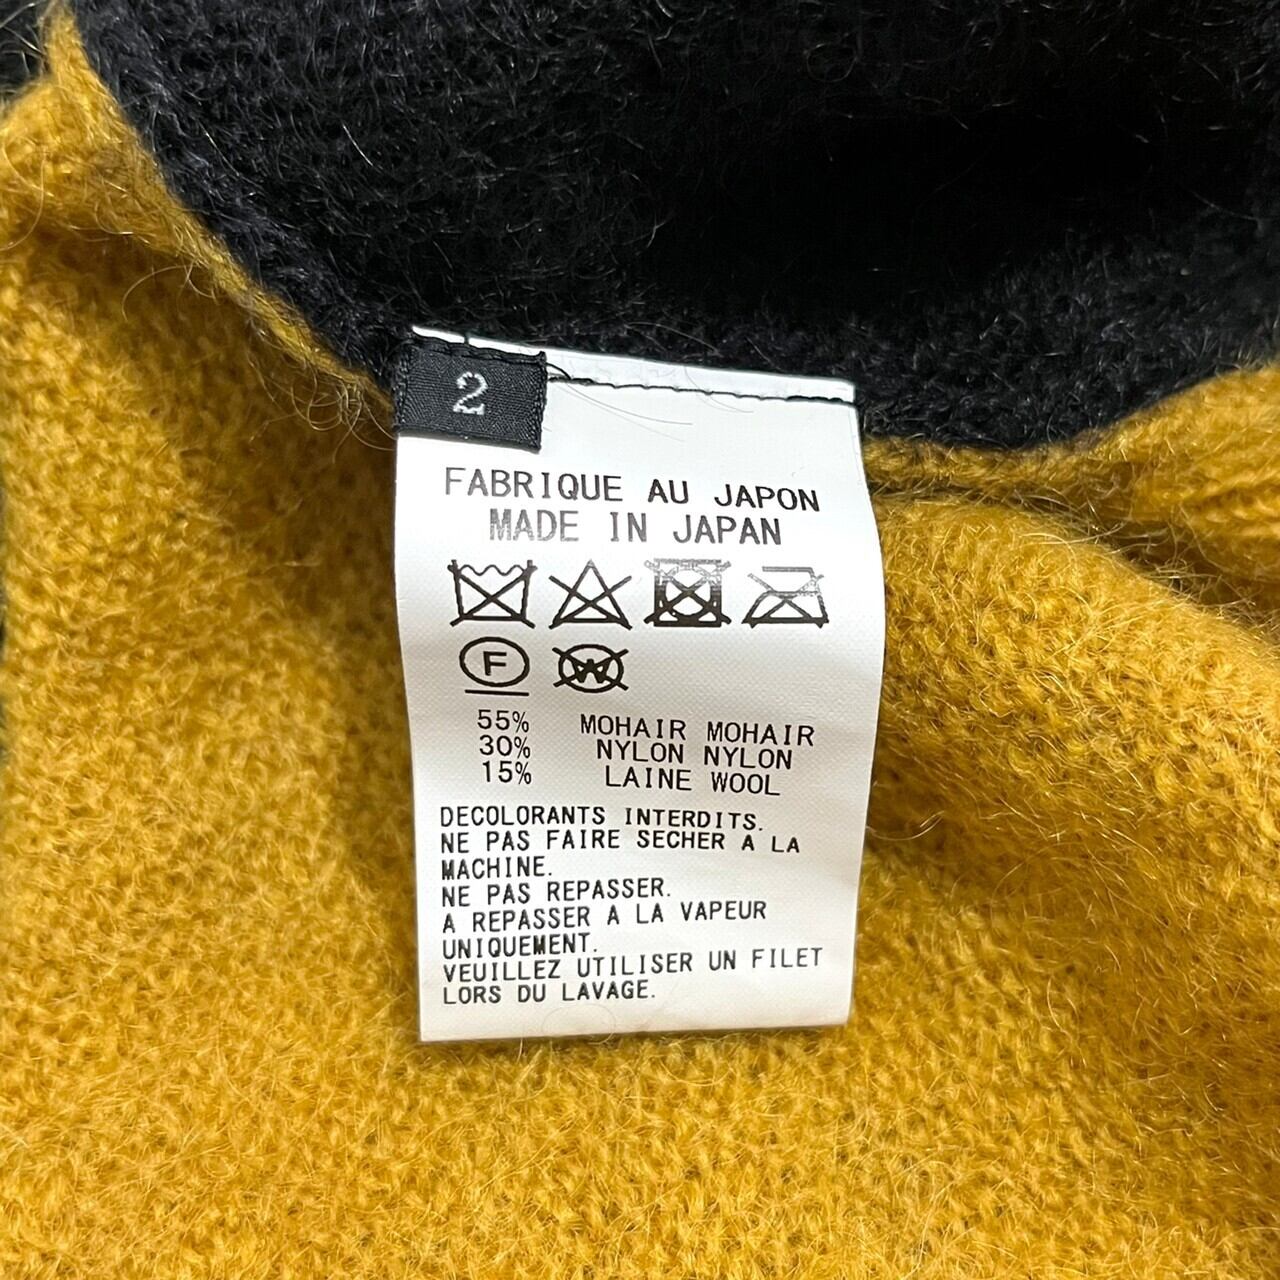 2
FABRIQUE AU JAPON
MADE IN JAPAN
F W
55% MOHAIR MOHAIR
30% NYLON NYLON
15% LAINE WOOL
DECOLORANTS INTERDITS.
NE PAS FAIRE SECHER A LA
MACHINE.
NE PAS REPASSER.
A REPASSER A LA VAPEUR
UNIQUEMENT.
VEUILLEZ UTILISER UN FILET
LORS DU LAVAGE.